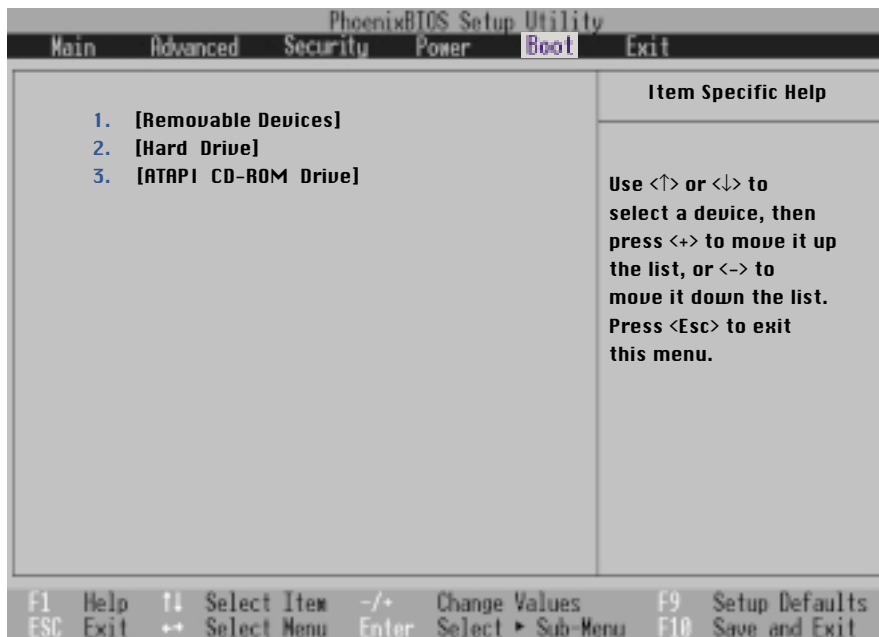 PhoenixBIOS Setup Utility
Main Advanced Security Power Boot Exit
Item Specific Help
1. [Removable Devices]
2. [Hard Drive]
3. [ATAPI CD-ROM Drive]
Use <↑> or <↓> to
select a device, then
press <+> to move it up
the list, or <-> to
move it down the list.
Press <Esc> to exit
this menu.
F1 Help ↑↓ Select Item -/+ Change Values F9 Setup Defaults
ESC Exit ←→ Select Menu Enter Select ▸ Sub-Menu F10 Save and Exit